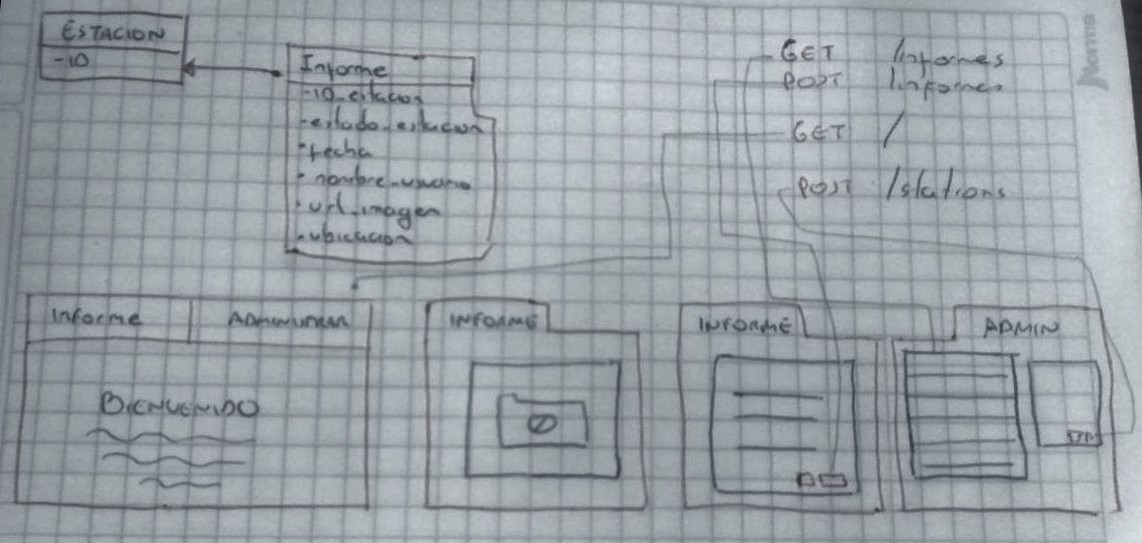 ESTACION
-ID
Informe
-ID_estacion
-estado_estacion
-fecha
-nombre_usuario
-url_imagen
-ubicacion
GET /informes
POST /informes
GET /
POST /stations
Informe
ADMINISTRAR
BIENVENIDO
INFORME
INFORME
ADMIN
Norma